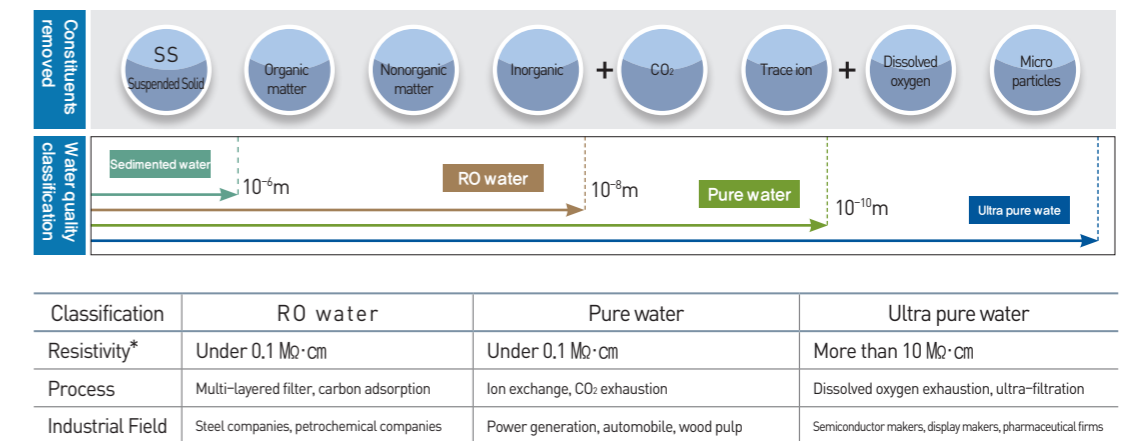 Constituents
removed
SS
Suspended Solid
Organic
matter
Nonorganic
matter
Inorganic
+
CO₂
Trace ion
+
Dissolved
oxygen
Micro
particles
Water quality
classification
Sedimented water
10⁻⁶m
RO water
10⁻⁸m
Pure water
10⁻¹⁰m
Ultra pure wate
Classification RO water Pure water Ultra pure water
Resistivity* Under 0.1 ㏁·㎝ Under 0.1 ㏁·㎝ More than 10 ㏁·㎝
Process Multi-layered filter, carbon adsorption Ion exchange, CO₂ exhaustion Dissolved oxygen exhaustion, ultra-filtration
Industrial Field Steel companies, petrochemical companies Power generation, automobile, wood pulp Semiconductor makers, display makers, pharmaceutical firms